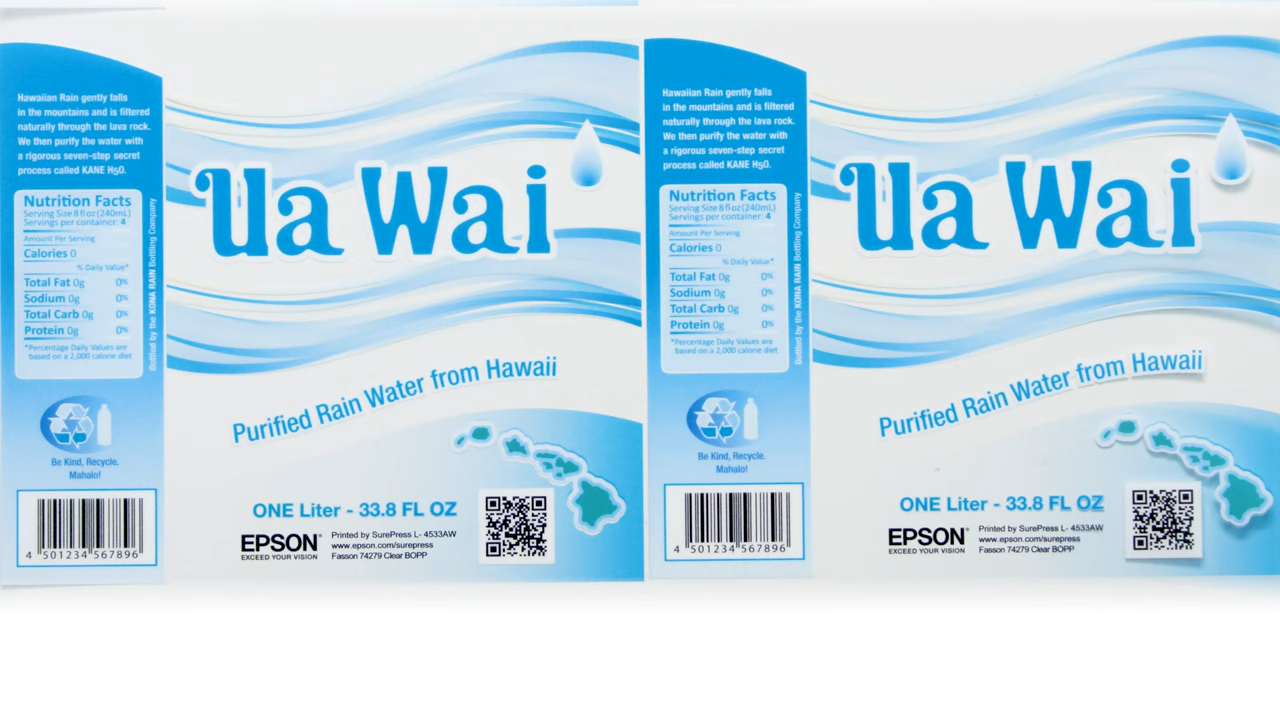 Hawaiian Rain gently falls
in the mountains and is filtered
naturally through the lava rock.
We then purify the water with
a rigorous seven-step secret
process called KANE H5O.
Nutrition Facts
Serving Size 8 fl oz (240mL)
Servings per container: 4
Amount Per Serving
Calories 0
% Daily Value*
Total Fat 0g 0%
Sodium 0g 0%
Total Carb 0g 0%
Protein 0g 0%
*Percentage Daily Values are
based on a 2,000 calorie diet
Bottled by the KONA RAIN Bottling Company
Be Kind, Recycle.
Mahalo!
4 501234 567896
Ua Wai
Purified Rain Water from Hawaii
ONE Liter - 33.8 FL OZ
EPSON®
EXCEED YOUR VISION
Printed by SurePress L- 4533AW
www.epson.com/surepress
Fasson 74279 Clear BOPP
Hawaiian Rain gently falls
in the mountains and is filtered
naturally through the lava rock.
We then purify the water with
a rigorous seven-step secret
process called KANE H5O.
Nutrition Facts
Serving Size 8 fl oz (240mL)
Servings per container: 4
Amount Per Serving
Calories 0
% Daily Value*
Total Fat 0g 0%
Sodium 0g 0%
Total Carb 0g 0%
Protein 0g 0%
*Percentage Daily Values are
based on a 2,000 calorie diet
Bottled by the KONA RAIN Bottling Company
Be Kind, Recycle.
Mahalo!
4 501234 567896
Ua Wai
Purified Rain Water from Hawaii
ONE Liter - 33.8 FL OZ
EPSON®
EXCEED YOUR VISION
Printed by SurePress L- 4533AW
www.epson.com/surepress
Fasson 74279 Clear BOPP